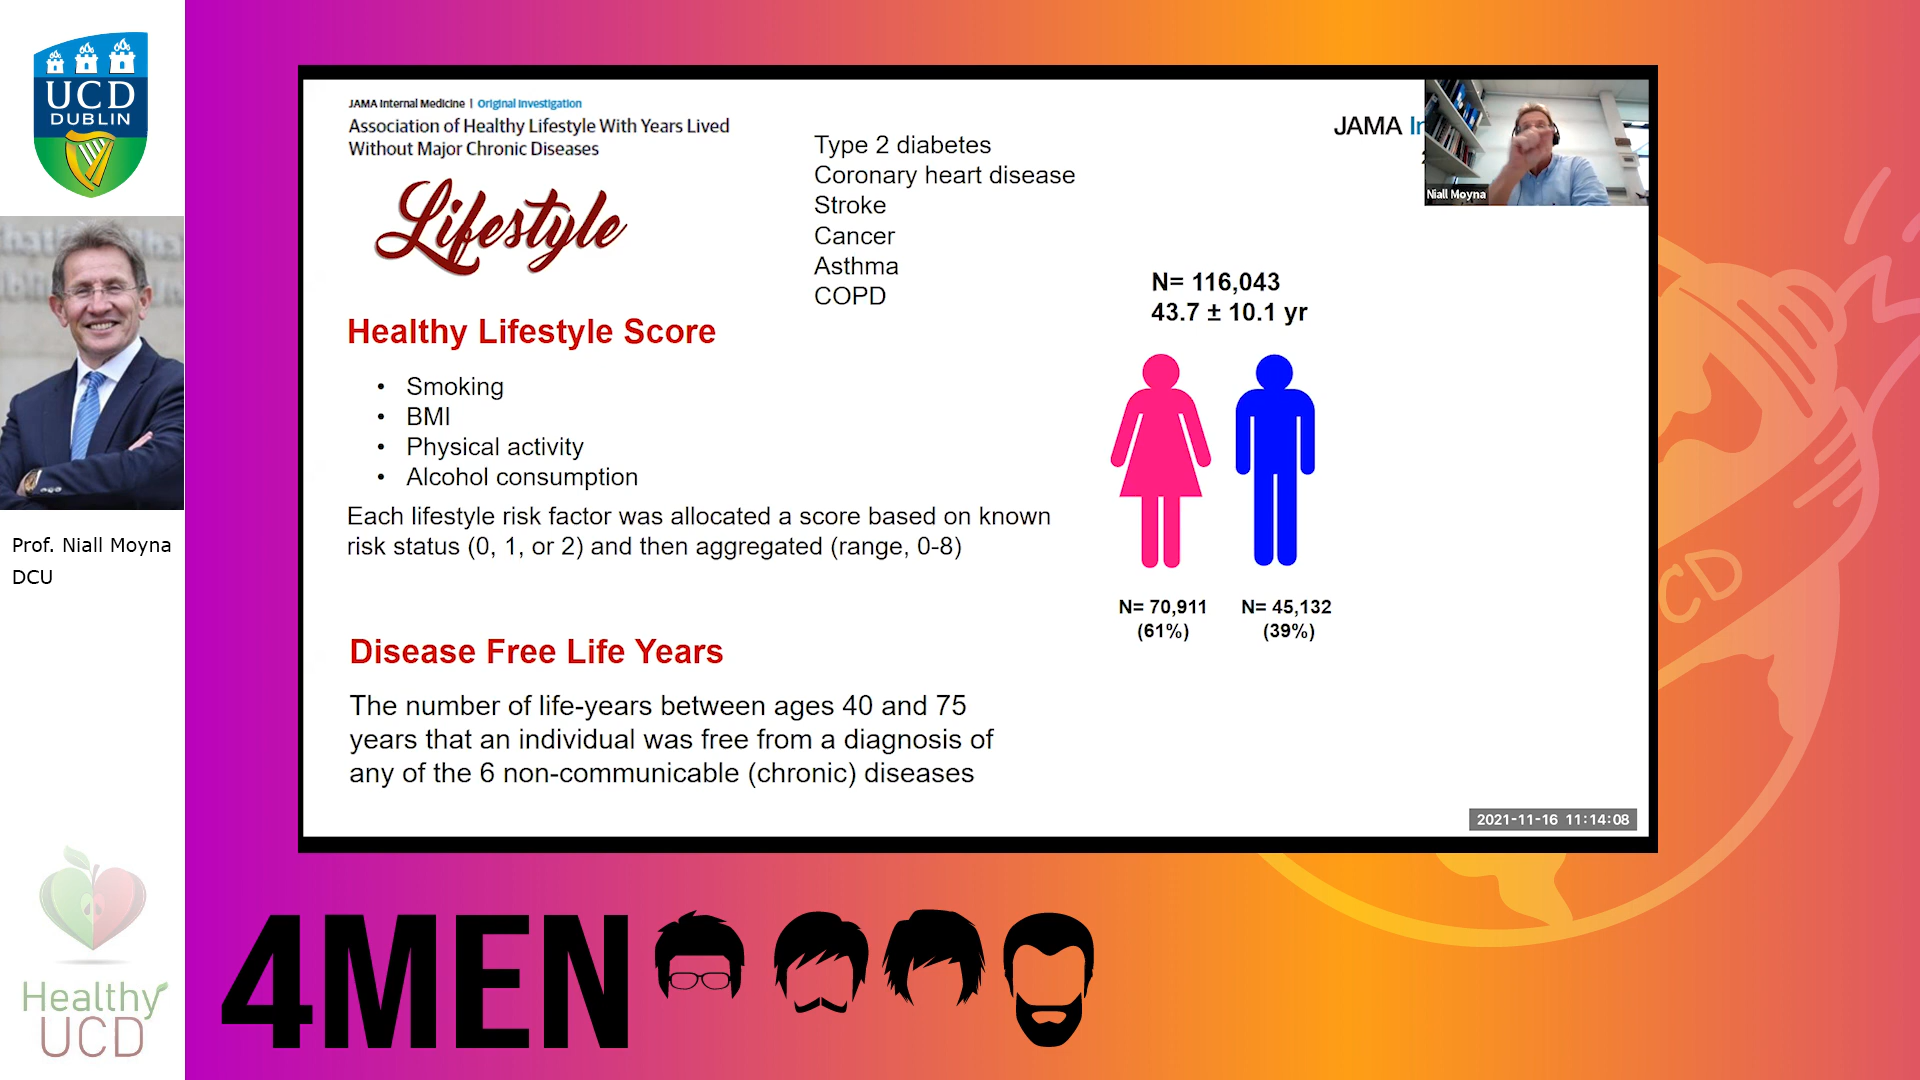 UCD
DUBLIN
Prof. Niall Moyna
DCU
Healthy
UCD
JAMA Internal Medicine | Original Investigation
Association of Healthy Lifestyle With Years Lived
Without Major Chronic Diseases
Lifestyle
Type 2 diabetes
Coronary heart disease
Stroke
Cancer
Asthma
COPD
JAMA
Niall Moyna
N= 116,043
43.7 ± 10.1 yr
Healthy Lifestyle Score
• Smoking
• BMI
• Physical activity
• Alcohol consumption
Each lifestyle risk factor was allocated a score based on known
risk status (0, 1, or 2) and then aggregated (range, 0-8)
N= 70,911
(61%)
N= 45,132
(39%)
Disease Free Life Years
The number of life-years between ages 40 and 75
years that an individual was free from a diagnosis of
any of the 6 non-communicable (chronic) diseases
2021-11-16 11:14:08
CD
4MEN